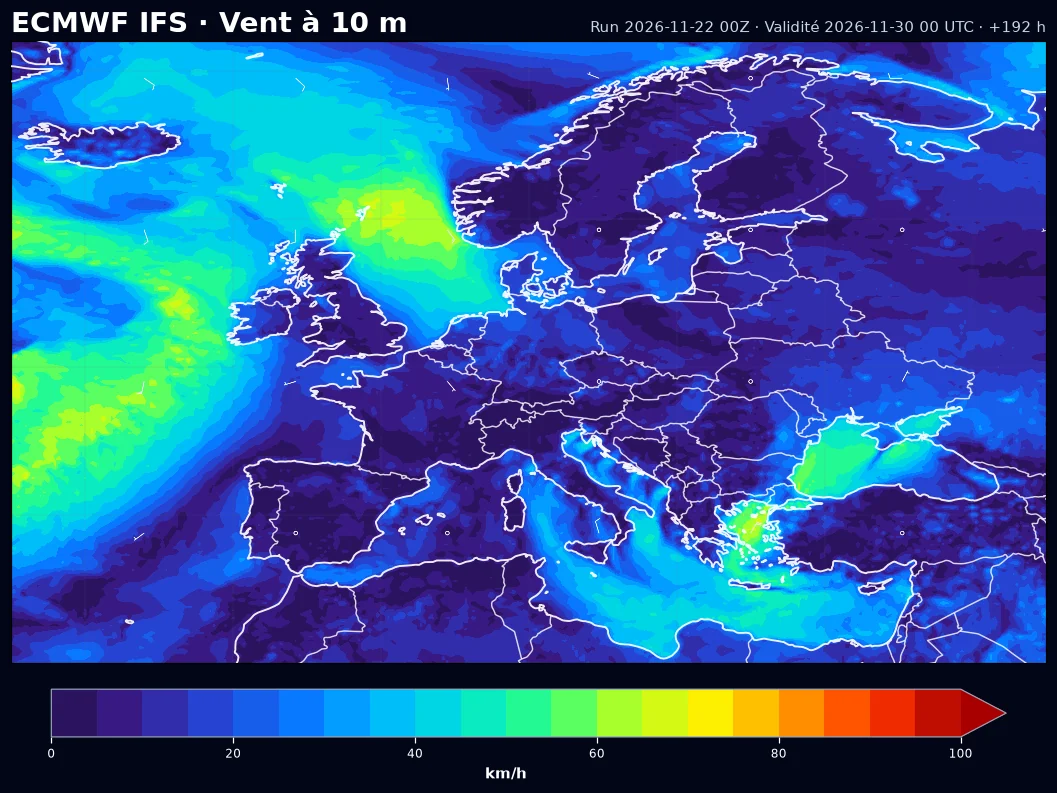 ECMWF IFS · Vent à 10 m
Run 2026-11-22 00Z · Validité 2026-11-30 00 UTC · +192 h
0 20 40 60 80 100
km/h